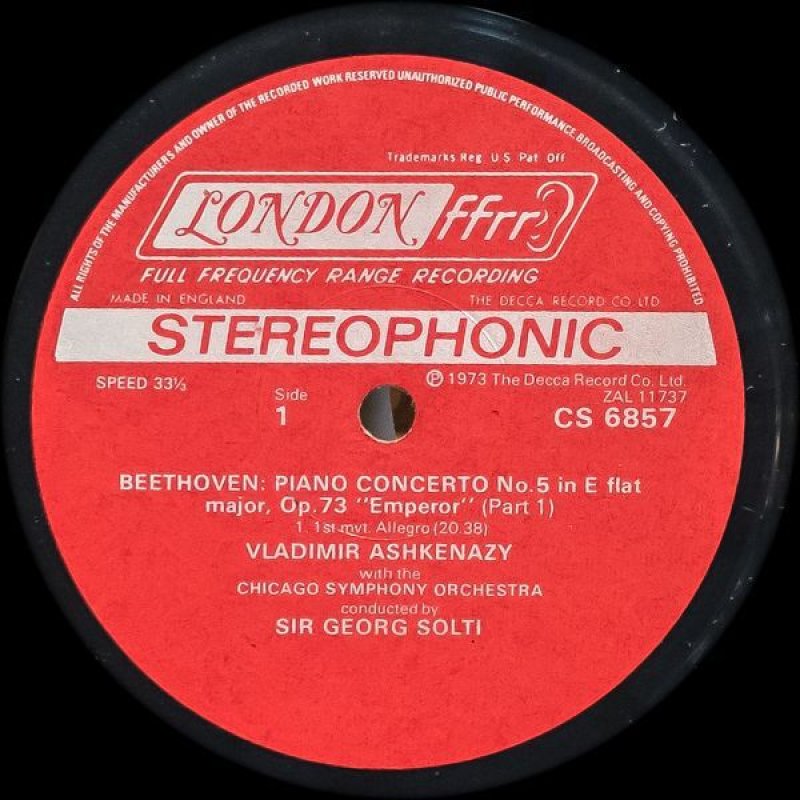 ALL RIGHTS OF THE MANUFACTURERS AND OWNER OF THE RECORDED WORK RESERVED UNAUTHORIZED PUBLIC PERFORMANCE, BROADCASTING AND COPYING PROHIBITED
Trademarks Reg U S Pat Off
LONDON ffrr
FULL FREQUENCY RANGE RECORDING
MADE IN ENGLAND THE DECCA RECORD CO LTD
STEREOPHONIC
SPEED 33⅓ ℗ 1973 The Decca Record Co. Ltd.
Side ZAL 11737
1 CS 6857
BEETHOVEN: PIANO CONCERTO No.5 in E flat
major, Op.73 "Emperor" (Part 1)
1. 1st mvt. Allegro (20.38)
VLADIMIR ASHKENAZY
with the
CHICAGO SYMPHONY ORCHESTRA
conducted by
SIR GEORG SOLTI